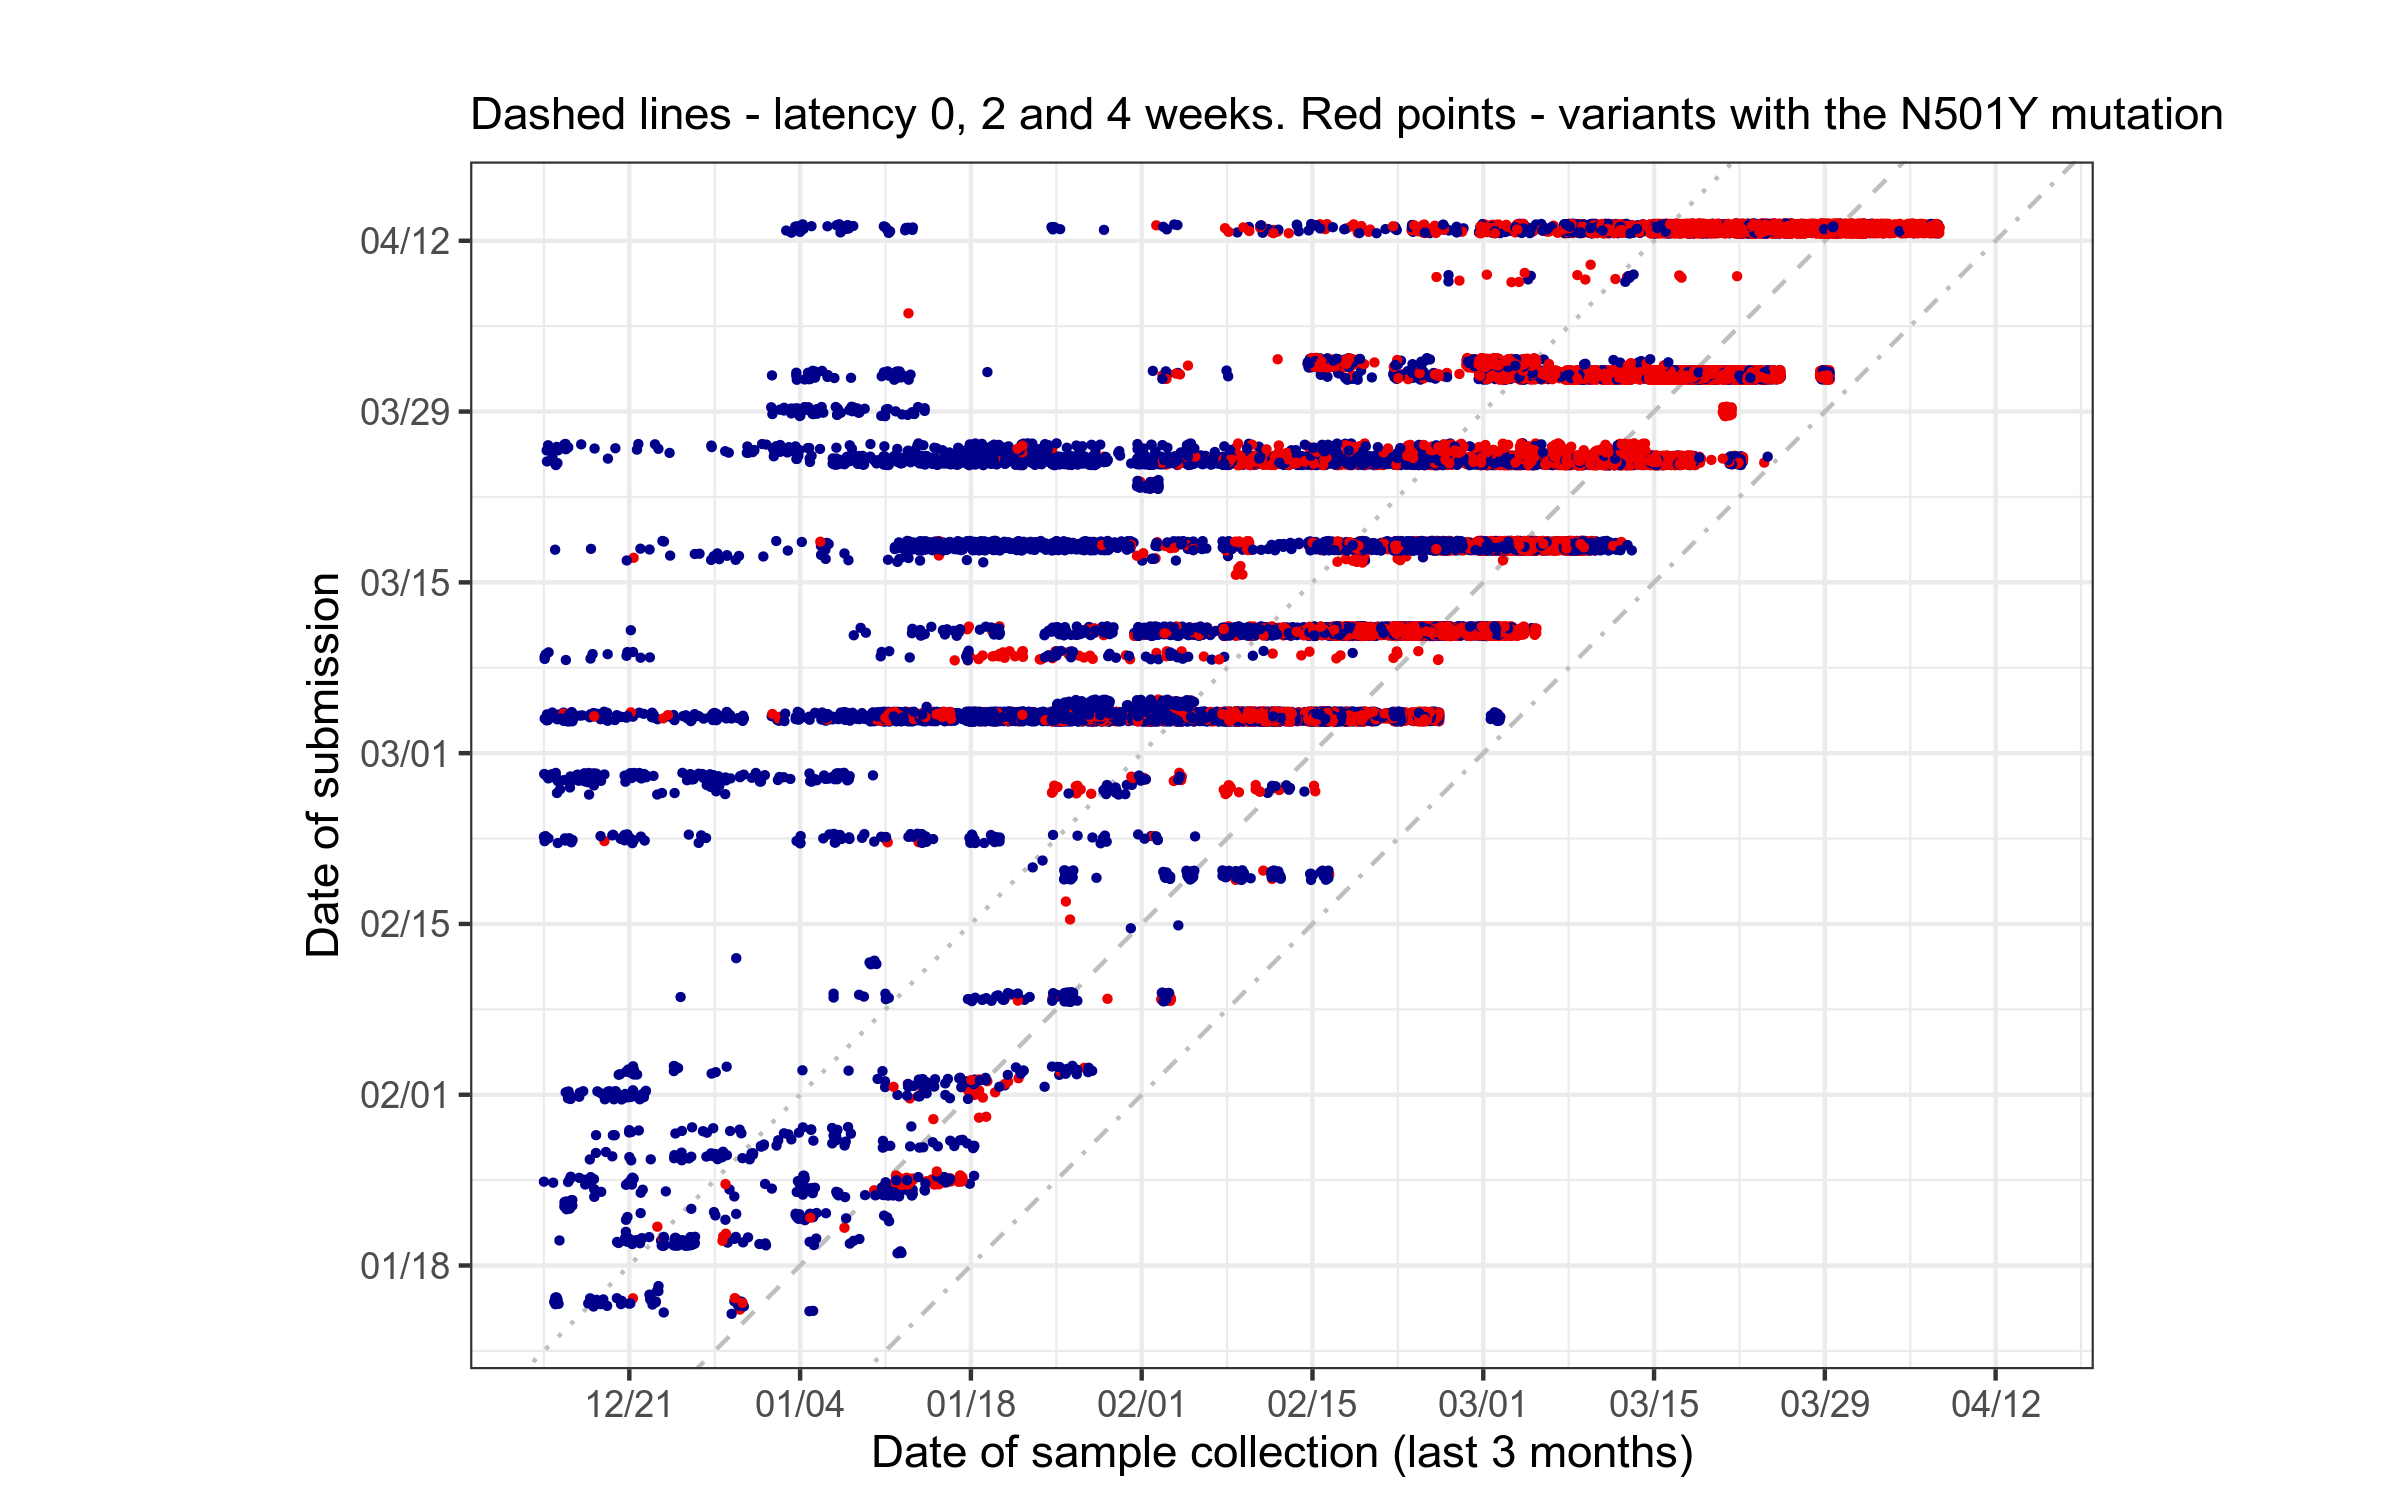 Dashed lines - latency 0, 2 and 4 weeks. Red points - variants with the N501Y mutation
Date of submission
04/12
03/29
03/15
03/01
02/15
02/01
01/18
12/21 01/04 01/18 02/01 02/15 03/01 03/15 03/29 04/12
Date of sample collection (last 3 months)